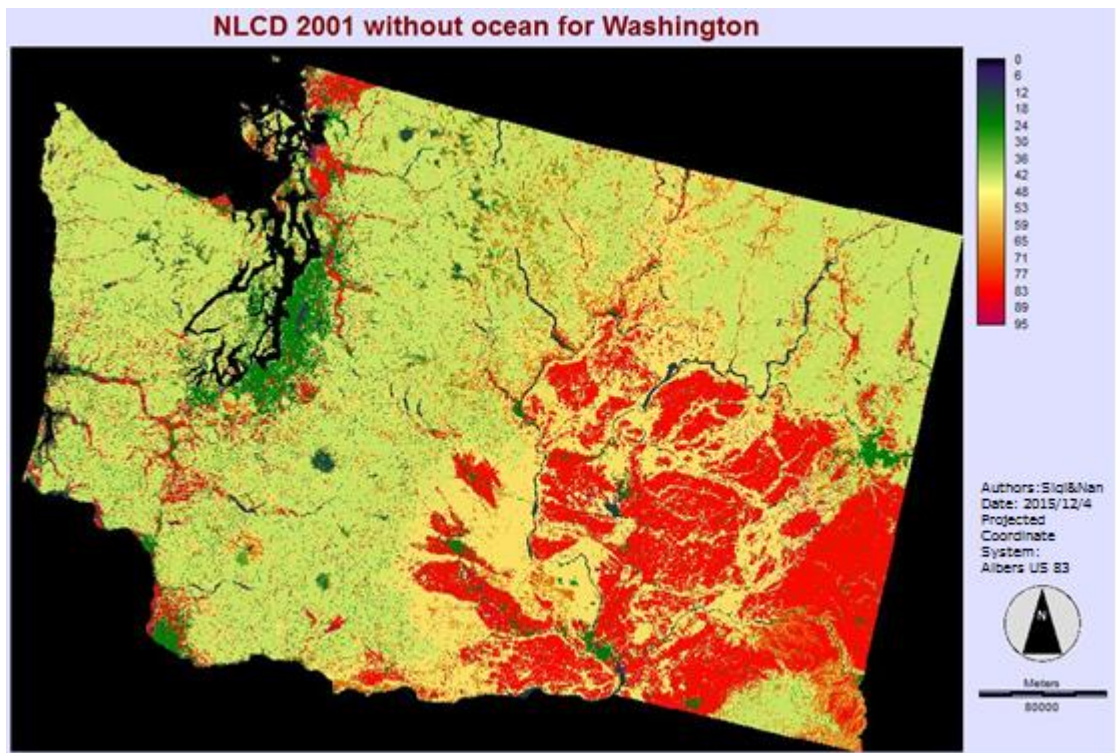 NLCD 2001 without ocean for Washington
0
6
12
18
24
30
36
42
48
53
59
65
71
77
83
89
95
Authors:Siqi&Nan
Date: 2015/12/4
Projected
Coordinate
System:
Albers US 83
N
Meters
80000